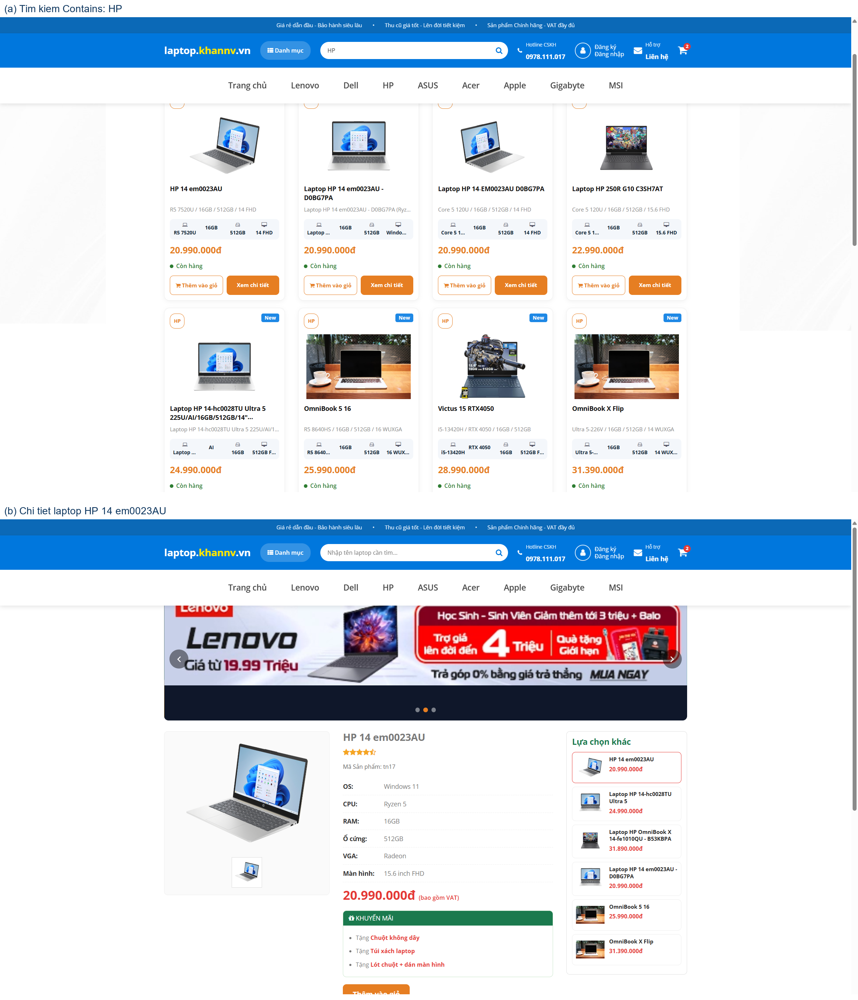 (a) Tim kiem Contains: HP
Giá rẻ dẫn đầu - Bảo hành siêu lâu • Thu cũ giá tốt - Lên đời tiết kiệm • Sản phẩm Chính hãng - VAT đầy đủ
laptop.khannv.vn Danh mục HP Hotline CSKH 0978.111.017 Đăng ký Đăng nhập Hỗ trợ Liên hệ 2
Trang chủ Lenovo Dell HP ASUS Acer Apple Gigabyte MSI
HP 14 em0023AU
R5 7520U / 16GB / 512GB / 14 FHD
R5 7520U 16GB 512GB 14 FHD
20.990.000đ
Còn hàng
Thêm vào giỏ Xem chi tiết
Laptop HP 14 em0023AU -
D0BG7PA
Laptop HP 14 em0023AU - D0BG7PA (Ryz...
Laptop ... 16GB 512GB Windo...
20.990.000đ
Còn hàng
Thêm vào giỏ Xem chi tiết
Laptop HP 14-EM0023AU D0BG7PA
Core 5 120U / 16GB / 512GB / 14 FHD
Core 5 1... 16GB 512GB 14 FHD
20.990.000đ
Còn hàng
Thêm vào giỏ Xem chi tiết
Laptop HP 250R G10 C3SH7AT
Core 5 120U / 16GB / 512GB / 15.6 FHD
Core 5 1... 16GB 512GB 15.6 FHD
22.990.000đ
Còn hàng
Thêm vào giỏ Xem chi tiết
HP New
Laptop HP 14-hc0028TU Ultra 5
225U/AI/16GB/512GB/14"...
Laptop HP 14-hc0028TU Ultra 5 225U/AI/1...
Laptop ... AI 16GB 512GB F...
24.990.000đ
Còn hàng
HP New
OmniBook 5 16
R5 8640HS / 16GB / 512GB / 16 WUXGA
R5 8640... 16GB 512GB 16 WUX...
25.990.000đ
Còn hàng
HP New
15.6"
16GB 512GB
Victus 15 RTX4050
i5-13420H / RTX 4050 / 16GB / 512GB
i5-13420H RTX 4050 16GB 512GB F...
28.990.000đ
Còn hàng
HP New
OmniBook X Flip
Ultra 5-226V / 16GB / 512GB / 14 WUXGA
Ultra 5-... 16GB 512GB 14 WUX...
31.390.000đ
Còn hàng
(b) Chi tiet laptop HP 14 em0023AU
Giá rẻ dẫn đầu - Bảo hành siêu lâu • Thu cũ giá tốt - Lên đời tiết kiệm • Sản phẩm Chính hãng - VAT đầy đủ
laptop.khannv.vn Danh mục Nhập tên laptop cần tìm... Hotline CSKH 0978.111.017 Đăng ký Đăng nhập Hỗ trợ Liên hệ 2
Trang chủ Lenovo Dell HP ASUS Acer Apple Gigabyte MSI
Lenovo
Lenovo
Giá từ 19.99 Triệu
Học Sinh - Sinh Viên Giảm thêm tới 3 triệu + Balo
Trợ giá
lên đời đến 4 Triệu
Quà tặng
Giới hạn
Trả góp 0% bằng giá trả thẳng MUA NGAY
HP 14 em0023AU
Mã Sản phẩm: tn17
OS: Windows 11
CPU: Ryzen 5
RAM: 16GB
Ổ cứng: 512GB
VGA: Radeon
Màn hình: 15.6 inch FHD
20.990.000đ (bao gồm VAT)
KHUYẾN MÃI
Tặng Chuột không dây
Tặng Túi xách laptop
Tặng Lót chuột + dán màn hình
Thêm vào giỏ
Lựa chọn khác
HP 14 em0023AU
20.990.000đ
Laptop HP 14-hc0028TU
Ultra 5
24.990.000đ
Laptop HP OmniBook X
14-fe1010QU - B53KBPA
31.890.000đ
Laptop HP 14 em0023AU -
D0BG7PA
20.990.000đ
OmniBook 5 16
25.990.000đ
OmniBook X Flip
31.390.000đ